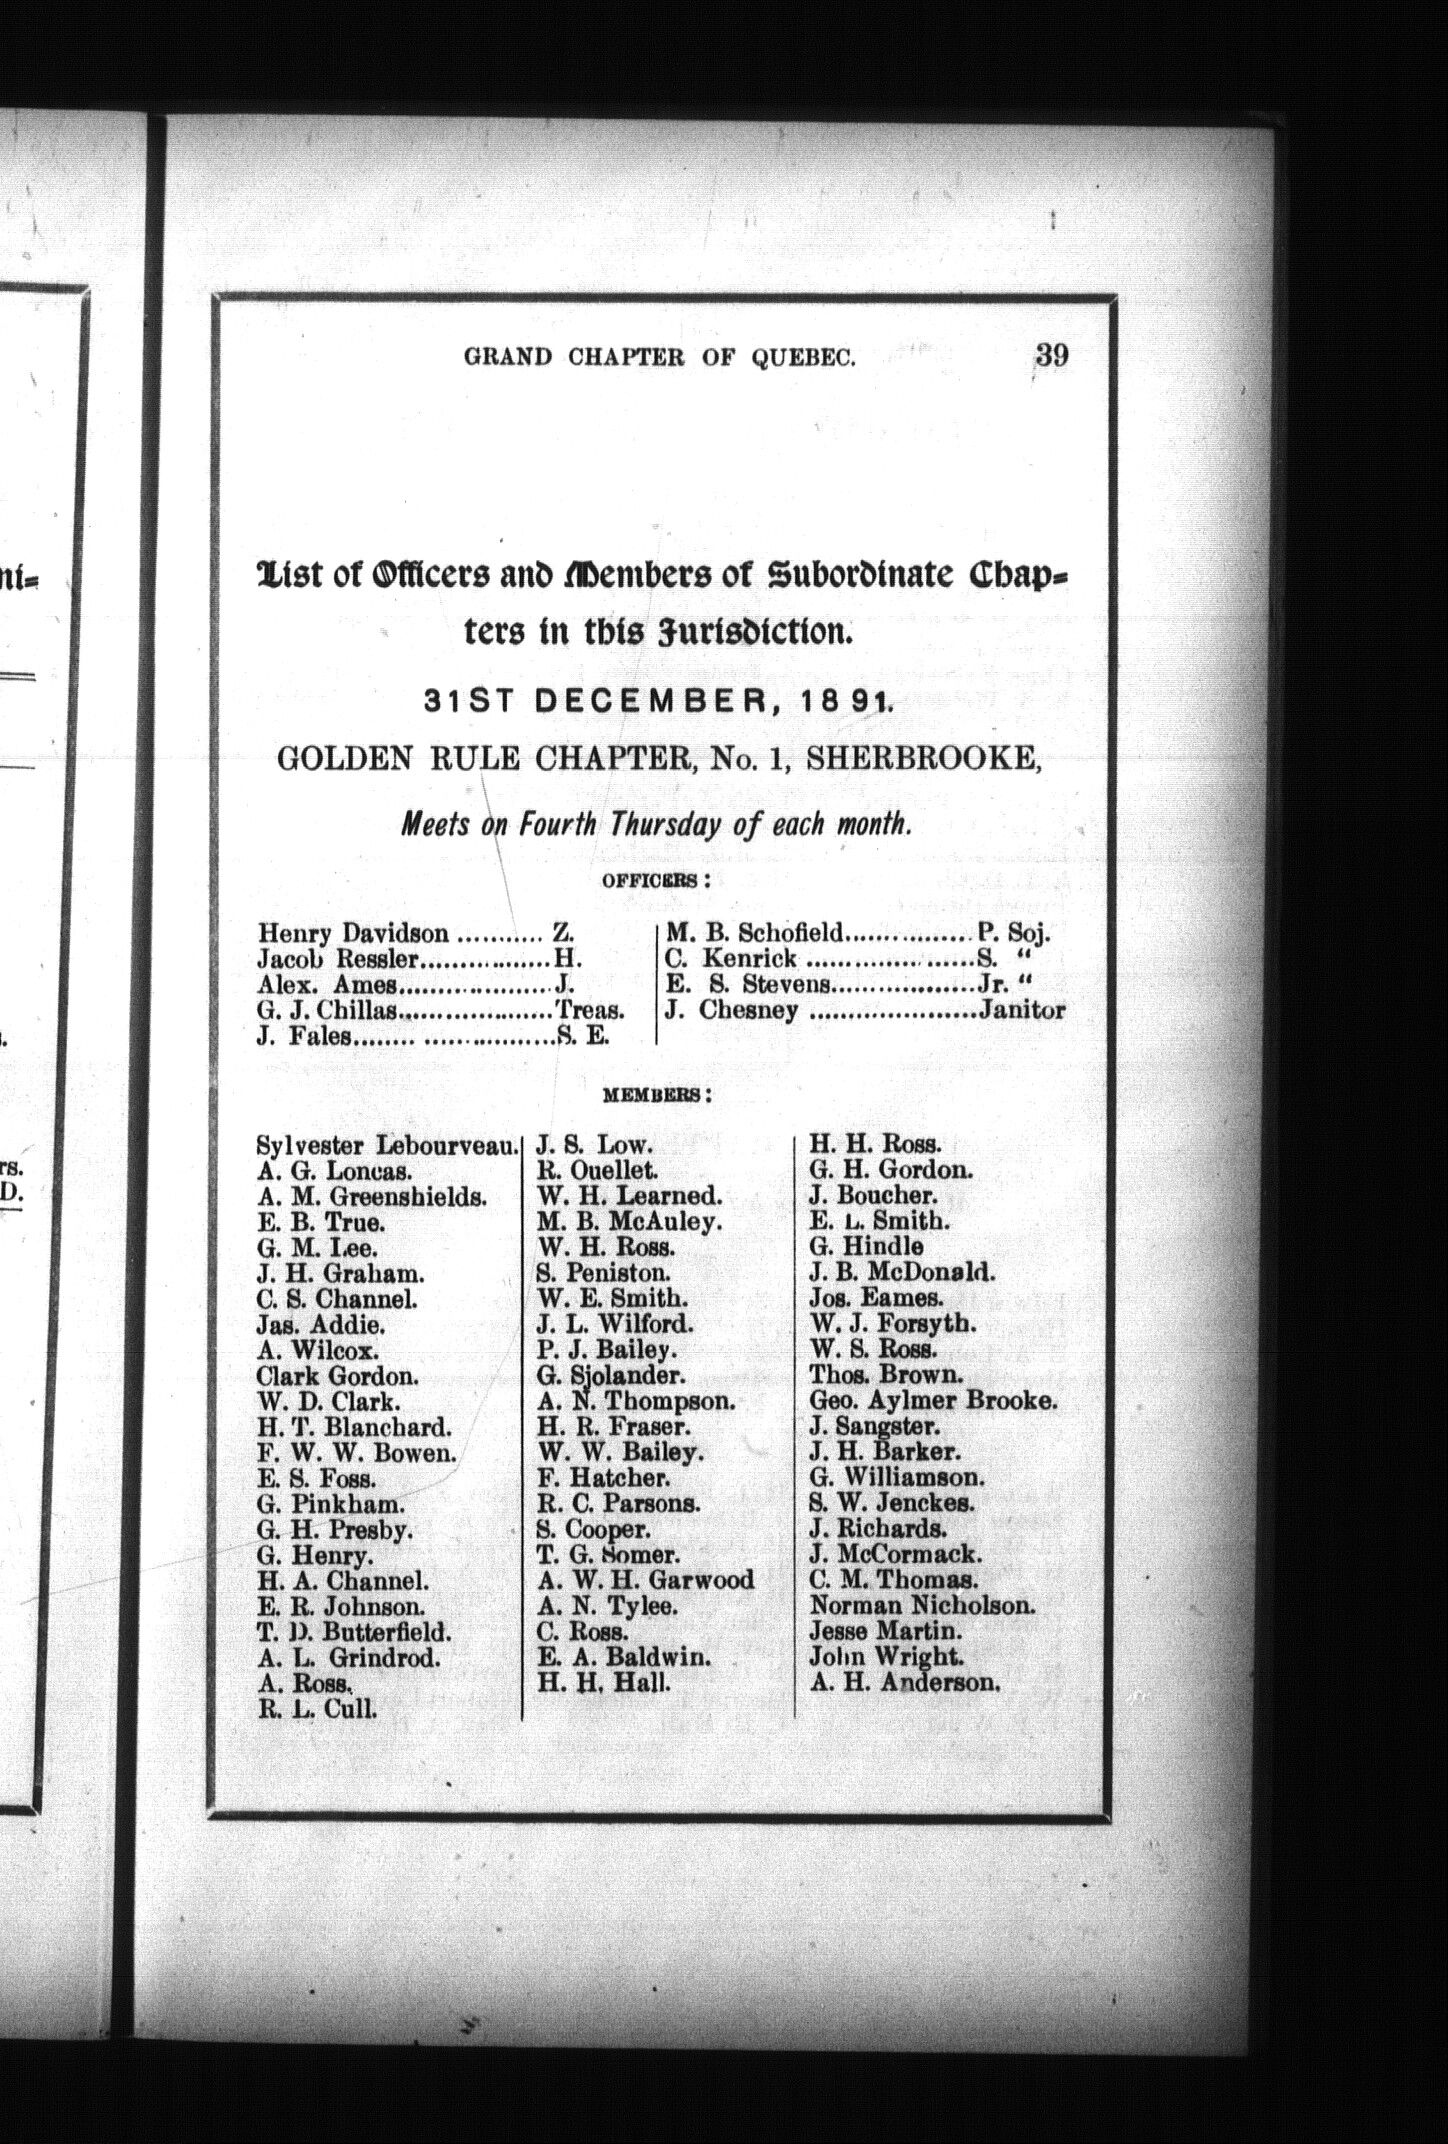 GRAND CHAPTER OF QUEBEC. 39
List of Officers and Members of Subordinate Chap-
ters in this Jurisdiction.
31ST DECEMBER, 1891.
GOLDEN RULE CHAPTER, No. 1, SHERBROOKE,
Meets on Fourth Thursday of each month.
OFFICERS:
Henry Davidson ........... Z.
Jacob Ressler.................H.
Alex. Ames....................J.
G. J. Chillas....................Treas.
J. Fales........ .................S. E.
M. B. Schofield.................P. Soj.
C. Kenrick ......................S. "
E. S. Stevens...................Jr. "
J. Chesney ......................Janitor
MEMBERS:
Sylvester Lebourveau.
A. G. Loncas.
A. M. Greenshields.
E. B. True.
G. M. Lee.
J. H. Graham.
C. S. Channel.
Jas. Addie.
A. Wilcox.
Clark Gordon.
W. D. Clark.
H. T. Blanchard.
F. W. W. Bowen.
E. S. Foss.
G. Pinkham.
G. H. Presby.
G. Henry.
H. A. Channel.
E. R. Johnson.
T. D. Butterfield.
A. L. Grindrod.
A. Ross.
R. L. Cull.
J. S. Low.
R. Ouellet.
W. H. Learned.
M. B. McAuley.
W. H. Ross.
S. Peniston.
W. E. Smith.
J. L. Wilford.
P. J. Bailey.
G. Sjolander.
A. N. Thompson.
H. R. Fraser.
W. W. Bailey.
F. Hatcher.
R. C. Parsons.
S. Cooper.
T. G. Somer.
A. W. H. Garwood
A. N. Tylee.
C. Ross.
E. A. Baldwin.
H. H. Hall.
H. H. Ross.
G. H. Gordon.
J. Boucher.
E. L. Smith.
G. Hindle
J. B. McDonald.
Jos. Eames.
W. J. Forsyth.
W. S. Ross.
Thos. Brown.
Geo. Aylmer Brooke.
J. Sangster.
J. H. Barker.
G. Williamson.
S. W. Jenckes.
J. Richards.
J. McCormack.
C. M. Thomas.
Norman Nicholson.
Jesse Martin.
John Wright.
A. H. Anderson.